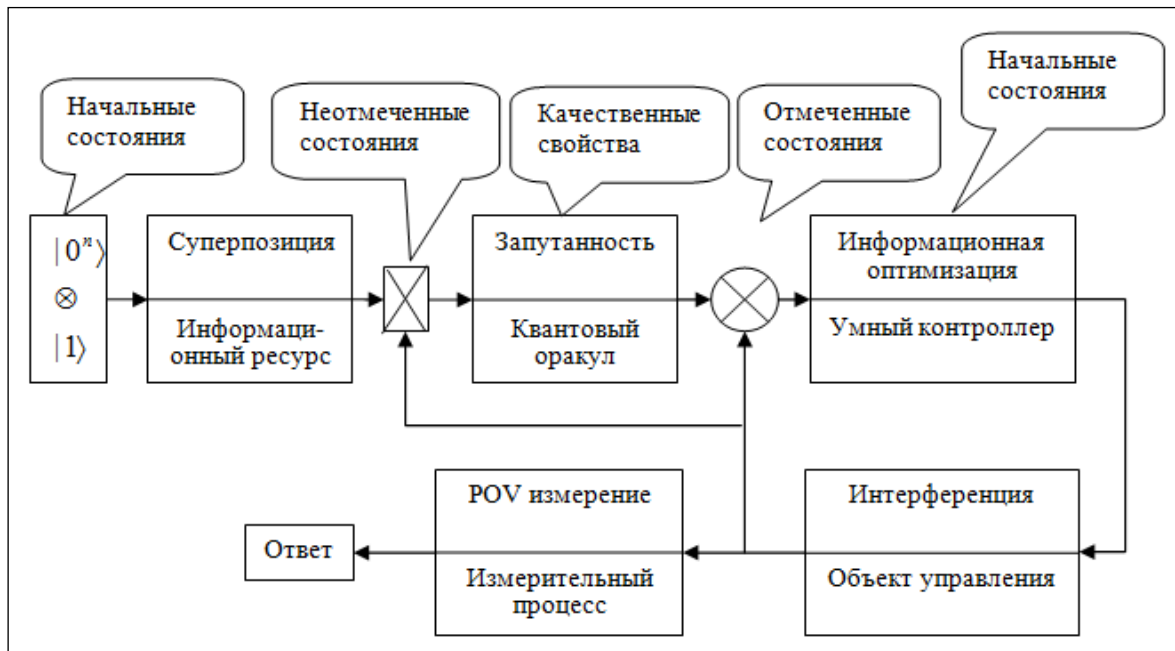 Начальные
состояния
Неотмеченные
состояния
Качественные
свойства
Отмеченные
состояния
Начальные
состояния
|0ⁿ⟩
⊗
|1⟩
Суперпозиция
Информаци-
онный ресурс
Запутанность
Квантовый
оракул
Информационная
оптимизация
Умный контроллер
Ответ
POV измерение
Измерительный
процесс
Интерференция
Объект управления